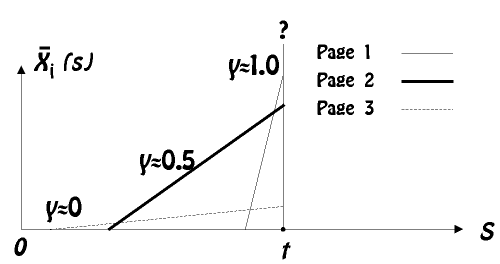 ?
X̄i (s)
γ≈1.0
Page 1
Page 2
Page 3
γ≈0.5
γ≈0
0
t
S